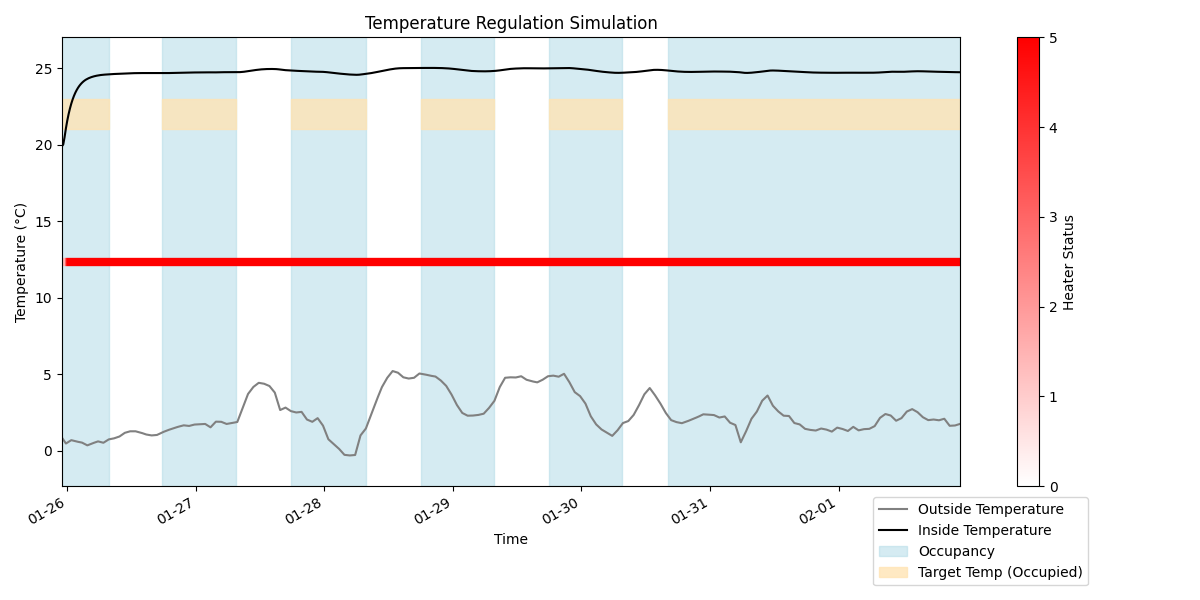 Temperature Regulation Simulation
Temperature (°C)
25
20
15
10
5
0
01-26
01-27
01-28
01-29
01-30
01-31
02-01
Time
5
4
3
2
1
0
Heater Status
Outside Temperature
Inside Temperature
Occupancy
Target Temp (Occupied)